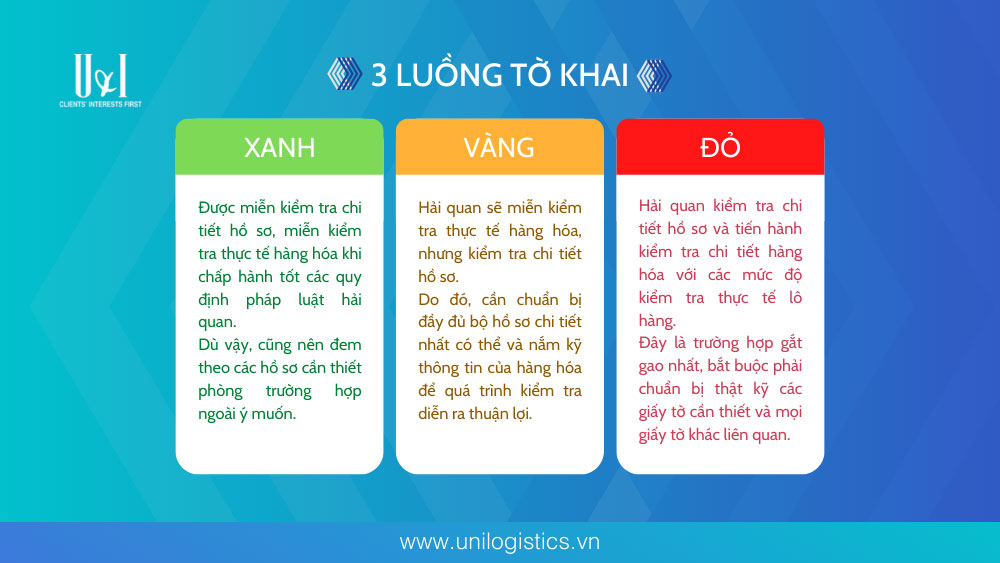 U&I
CLIENTS' INTERESTS FIRST
3 LUỒNG TỜ KHAI
XANH
Được miễn kiểm tra chi
tiết hồ sơ, miễn kiểm
tra thực tế hàng hóa khi
chấp hành tốt các quy
định pháp luật hải
quan.
Dù vậy, cũng nên đem
theo các hồ sơ cần thiết
phòng trường hợp
ngoài ý muốn.
VÀNG
Hải quan sẽ miễn kiểm
tra thực tế hàng hóa,
nhưng kiểm tra chi tiết
hồ sơ.
Do đó, cần chuẩn bị
đầy đủ bộ hồ sơ chi tiết
nhất có thể và nắm kỹ
thông tin của hàng hóa
để quá trình kiểm tra
diễn ra thuận lợi.
ĐỎ
Hải quan kiểm tra chi
tiết hồ sơ và tiến hành
kiểm tra chi tiết hàng
hóa với các mức độ
kiểm tra thực tế lô
hàng.
Đây là trường hợp gắt
gao nhất, bắt buộc phải
chuẩn bị thật kỹ các
giấy tờ cần thiết và mọi
giấy tờ khác liên quan.
www.unilogistics.vn